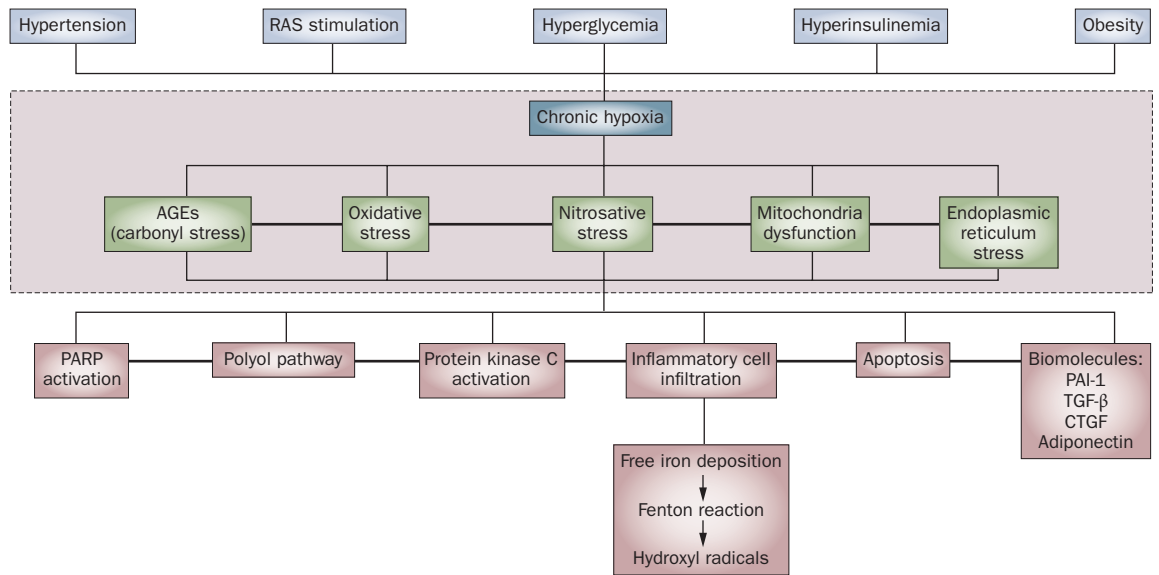 Hypertension
RAS stimulation
Hyperglycemia
Hyperinsulinemia
Obesity
Chronic hypoxia
AGEs
(carbonyl stress)
Oxidative
stress
Nitrosative
stress
Mitochondria
dysfunction
Endoplasmic
reticulum
stress
PARP
activation
Polyol pathway
Protein kinase C
activation
Inflammatory cell
infiltration
Apoptosis
Biomolecules:
PAI-1
TGF-β
CTGF
Adiponectin
Free iron deposition
Fenton reaction
Hydroxyl radicals